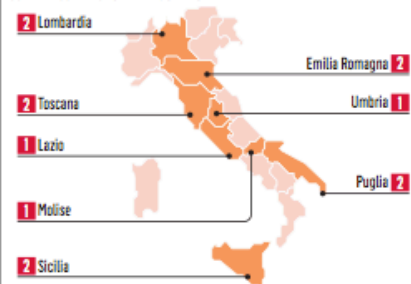 2 Lombardia
Emilia Romagna 2
2 Toscana
Umbria 1
1 Lazio
Puglia 2
1 Molise
2 Sicilia